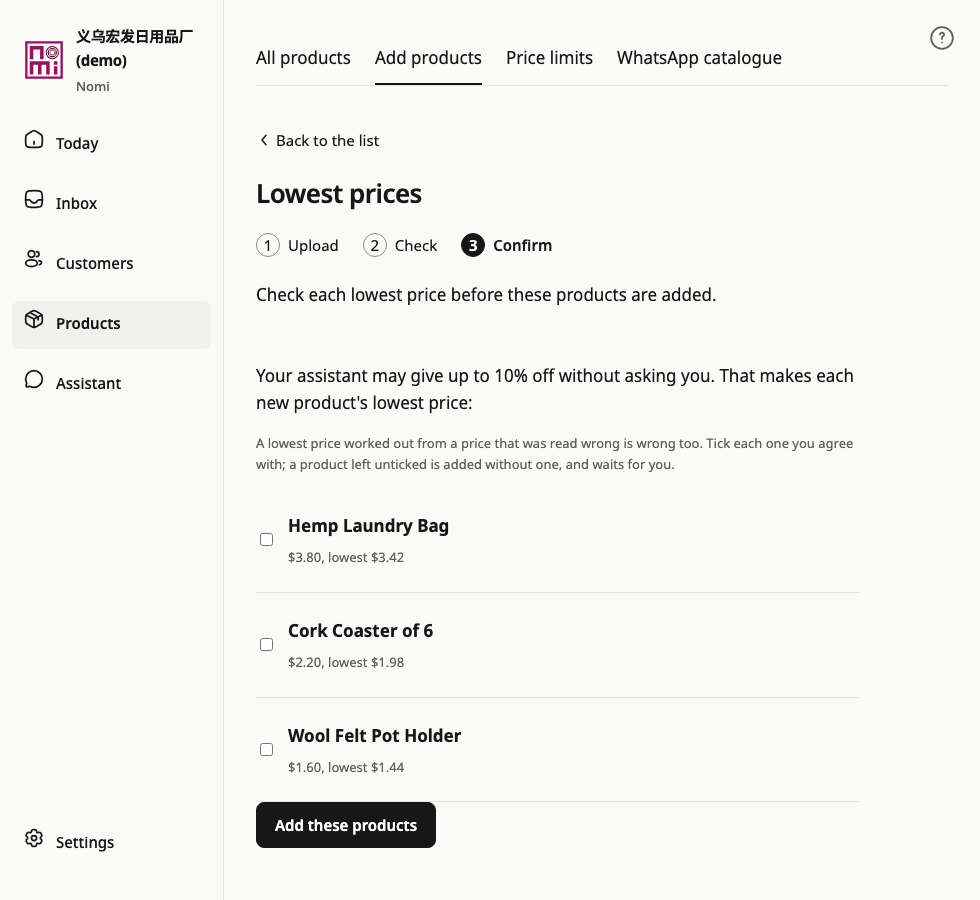 义乌宏发日用品厂
(demo)
Nomi
nomi
Today
Inbox
Customers
Products
Assistant
Settings
All products
Add products
Price limits
WhatsApp catalogue
?
Back to the list
Lowest prices
1 Upload
2 Check
3 Confirm
Check each lowest price before these products are added.
Your assistant may give up to 10% off without asking you. That makes each
new product's lowest price:
A lowest price worked out from a price that was read wrong is wrong too. Tick each one you agree
with; a product left unticked is added without one, and waits for you.
Hemp Laundry Bag
$3.80, lowest $3.42
Cork Coaster of 6
$2.20, lowest $1.98
Wool Felt Pot Holder
$1.60, lowest $1.44
Add these products